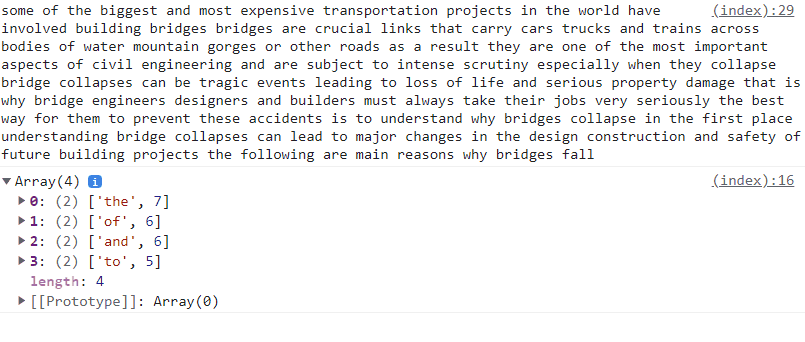 some of the biggest and most expensive transportation projects in the world have (index):29
involved building bridges bridges are crucial links that carry cars trucks and trains across
bodies of water mountain gorges or other roads as a result they are one of the most important
aspects of civil engineering and are subject to intense scrutiny especially when they collapse
bridge collapses can be tragic events leading to loss of life and serious property damage that is
why bridge engineers designers and builders must always take their jobs very seriously the best
way for them to prevent these accidents is to understand why bridges collapse in the first place
understanding bridge collapses can lead to major changes in the design construction and safety of
future building projects the following are main reasons why bridges fall
Array(4) i (index):16
0: (2) ['the', 7]
1: (2) ['of', 6]
2: (2) ['and', 6]
3: (2) ['to', 5]
length: 4
[[Prototype]]: Array(0)